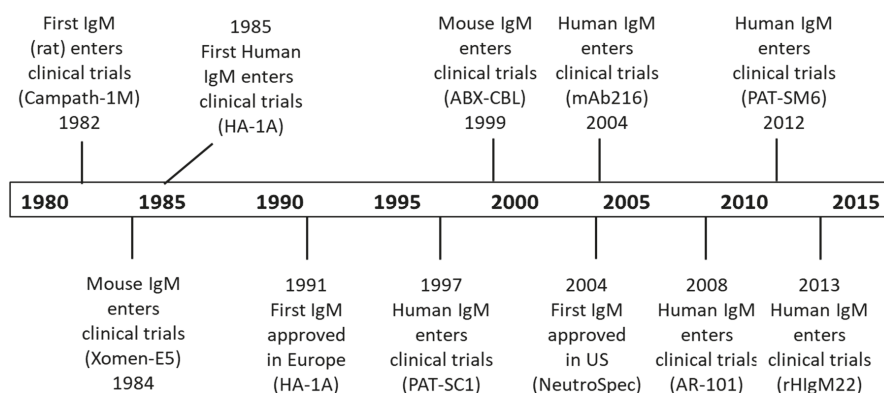 First IgM
(rat) enters
clinical trials
(Campath-1M)
1982
1985
First Human
IgM enters
clinical trials
(HA-1A)
Mouse IgM
enters
clinical trials
(ABX-CBL)
1999
Human IgM
enters
clinical trials
(mAb216)
2004
Human IgM
enters
clinical trials
(PAT-SM6)
2012
1980 1985 1990 1995 2000 2005 2010 2015
Mouse IgM
enters
clinical trials
(Xomen-E5)
1984
1991
First IgM
approved
in Europe
(HA-1A)
1997
Human IgM
enters
clinical trials
(PAT-SC1)
2004
First IgM
approved
in US
(NeutroSpec)
2008
Human IgM
enters
clinical trials
(AR-101)
2013
Human IgM
enters
clinical trials
(rHIgM22)